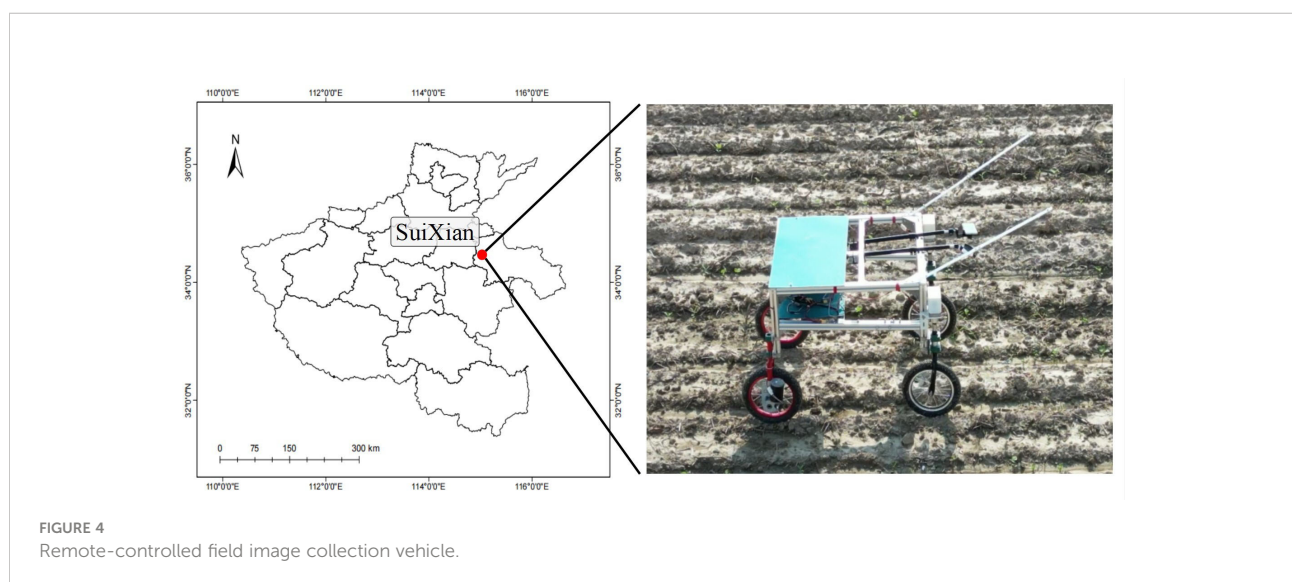 110°0'0"E 112°0'0"E 114°0'0"E 116°0'0"E
N
36°0'0"N 36°0'0"N
SuiXian
34°0'0"N 34°0'0"N
32°0'0"N 32°0'0"N
0 75 150 300 km
110°0'0"E 112°0'0"E 114°0'0"E 116°0'0"E
FIGURE 4
Remote-controlled field image collection vehicle.